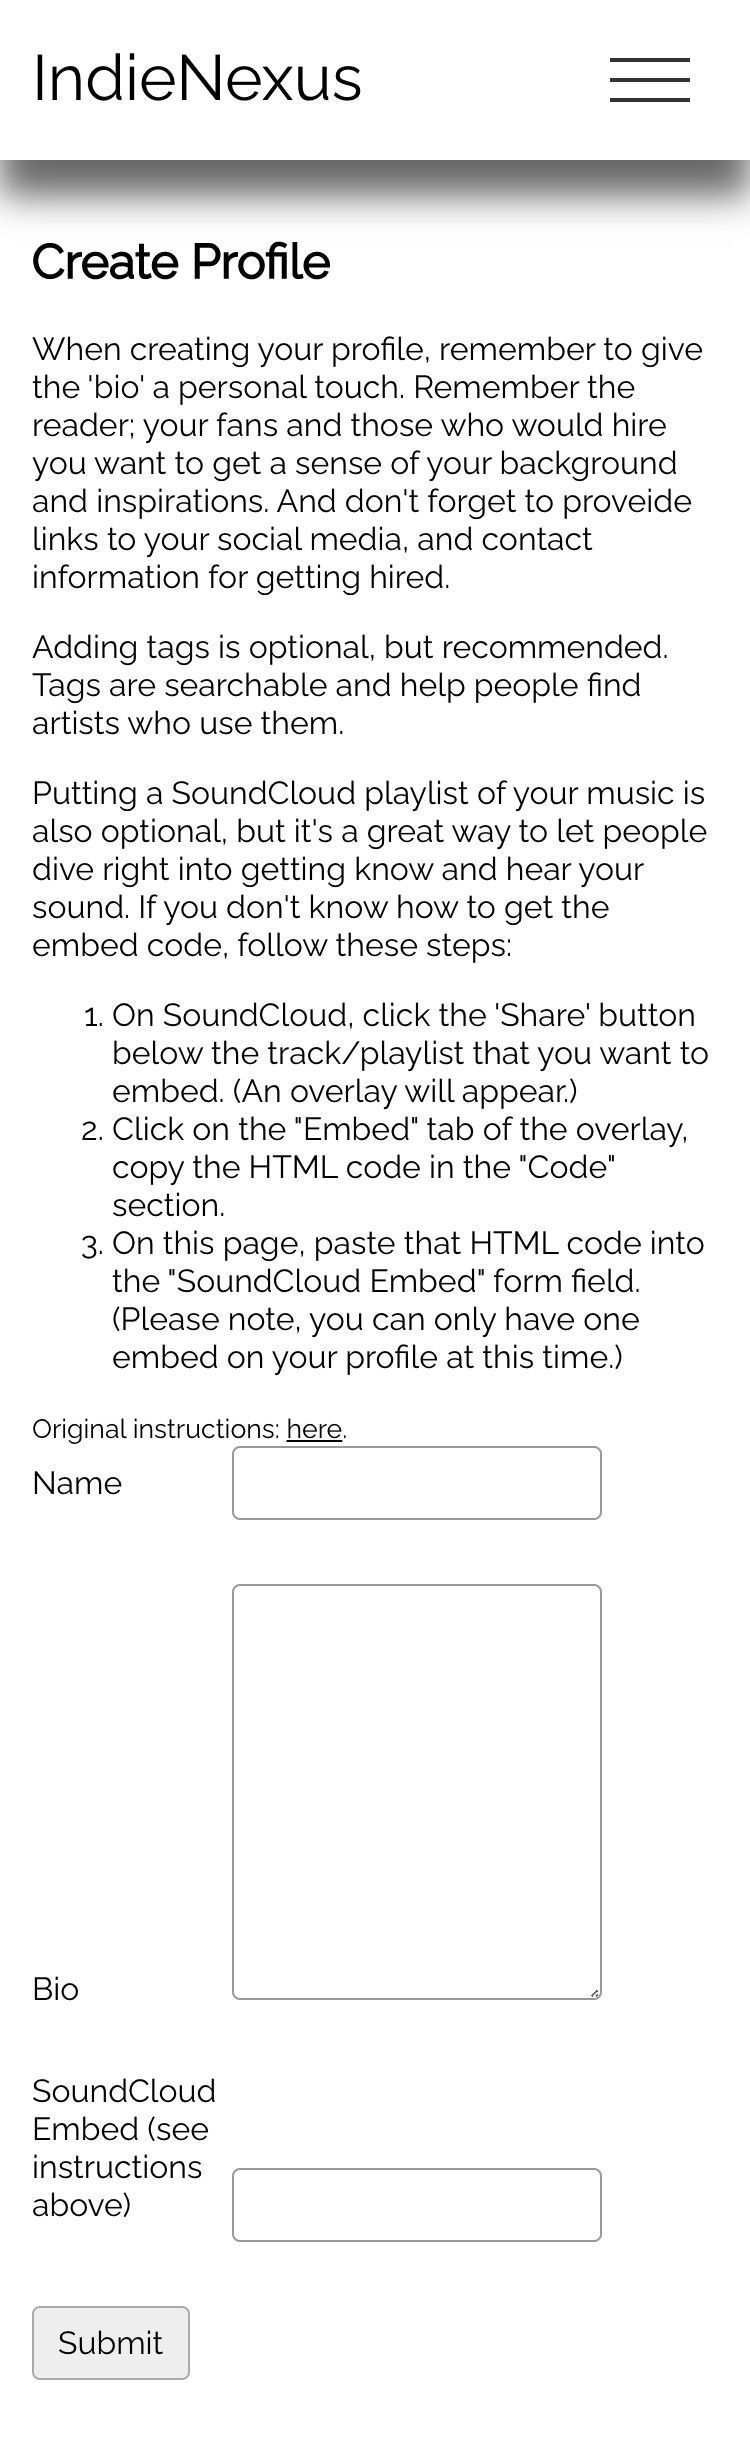 IndieNexus
Create Profile
When creating your profile, remember to give
the 'bio' a personal touch. Remember the
reader; your fans and those who would hire
you want to get a sense of your background
and inspirations. And don't forget to proveide
links to your social media, and contact
information for getting hired.
Adding tags is optional, but recommended.
Tags are searchable and help people find
artists who use them.
Putting a SoundCloud playlist of your music is
also optional, but it's a great way to let people
dive right into getting know and hear your
sound. If you don't know how to get the
embed code, follow these steps:
1. On SoundCloud, click the 'Share' button
below the track/playlist that you want to
embed. (An overlay will appear.)
2. Click on the "Embed" tab of the overlay,
copy the HTML code in the "Code"
section.
3. On this page, paste that HTML code into
the "SoundCloud Embed" form field.
(Please note, you can only have one
embed on your profile at this time.)
Original instructions: here.
Name
Bio
SoundCloud
Embed (see
instructions
above)
Submit